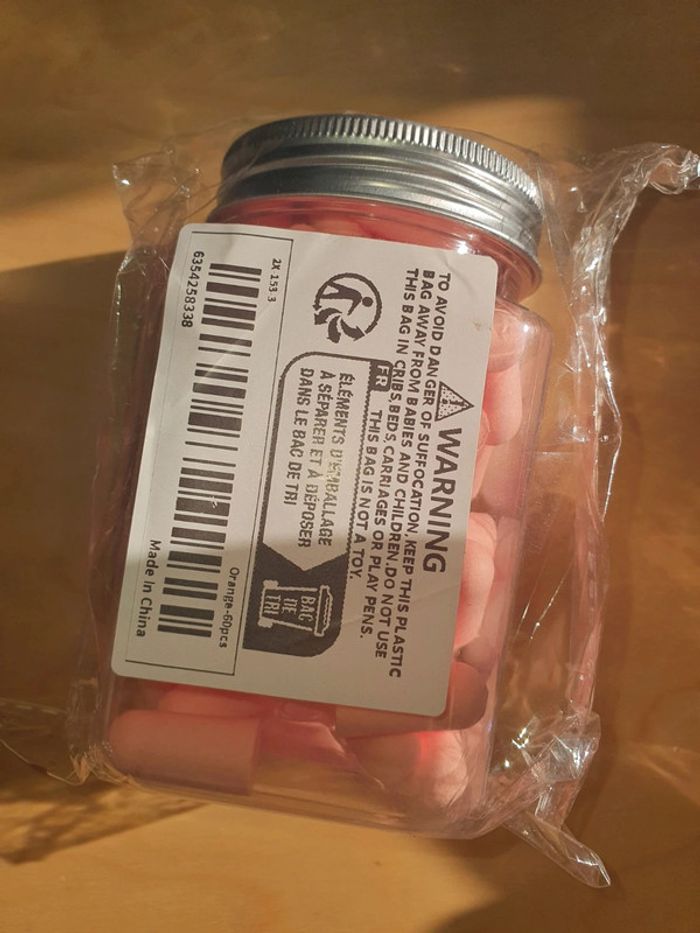 WARNING
TO AVOID DANGER OF SUFFOCATION, KEEP THIS PLASTIC
BAG AWAY FROM BABIES AND CHILDREN.DO NOT USE
THIS BAG IN CRIBS,BEDS,CARRIAGES OR PLAY PENS.
THIS BAG IS NOT A TOY.
FR
ÉLÉMENTS D'EMBALLAGE
À SÉPARER ET À DÉPOSER
DANS LE BAC DE TRI
BAC
DE
TRI
2X 153 3
Orange-60pcs
6354258338
Made In China